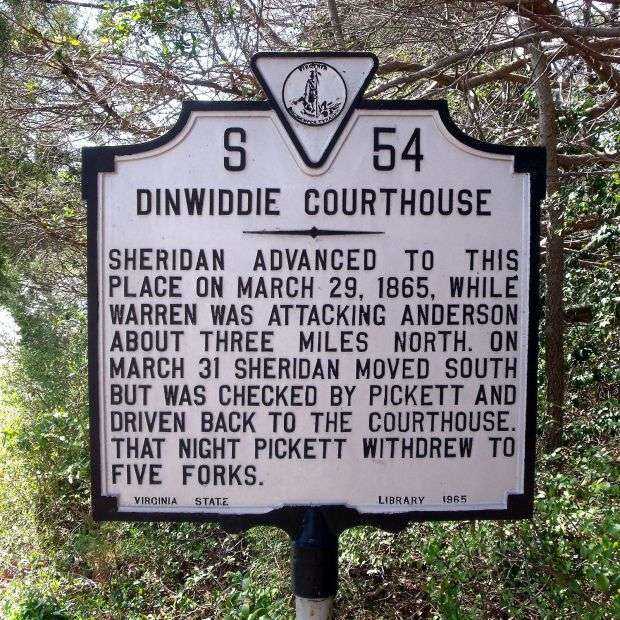 VIRGINIA
S 54
DINWIDDIE COURTHOUSE
SHERIDAN ADVANCED TO THIS
PLACE ON MARCH 29, 1865, WHILE
WARREN WAS ATTACKING ANDERSON
ABOUT THREE MILES NORTH. ON
MARCH 31 SHERIDAN MOVED SOUTH
BUT WAS CHECKED BY PICKETT AND
DRIVEN BACK TO THE COURTHOUSE.
THAT NIGHT PICKETT WITHDREW TO
FIVE FORKS.
VIRGINIA STATE LIBRARY 1965